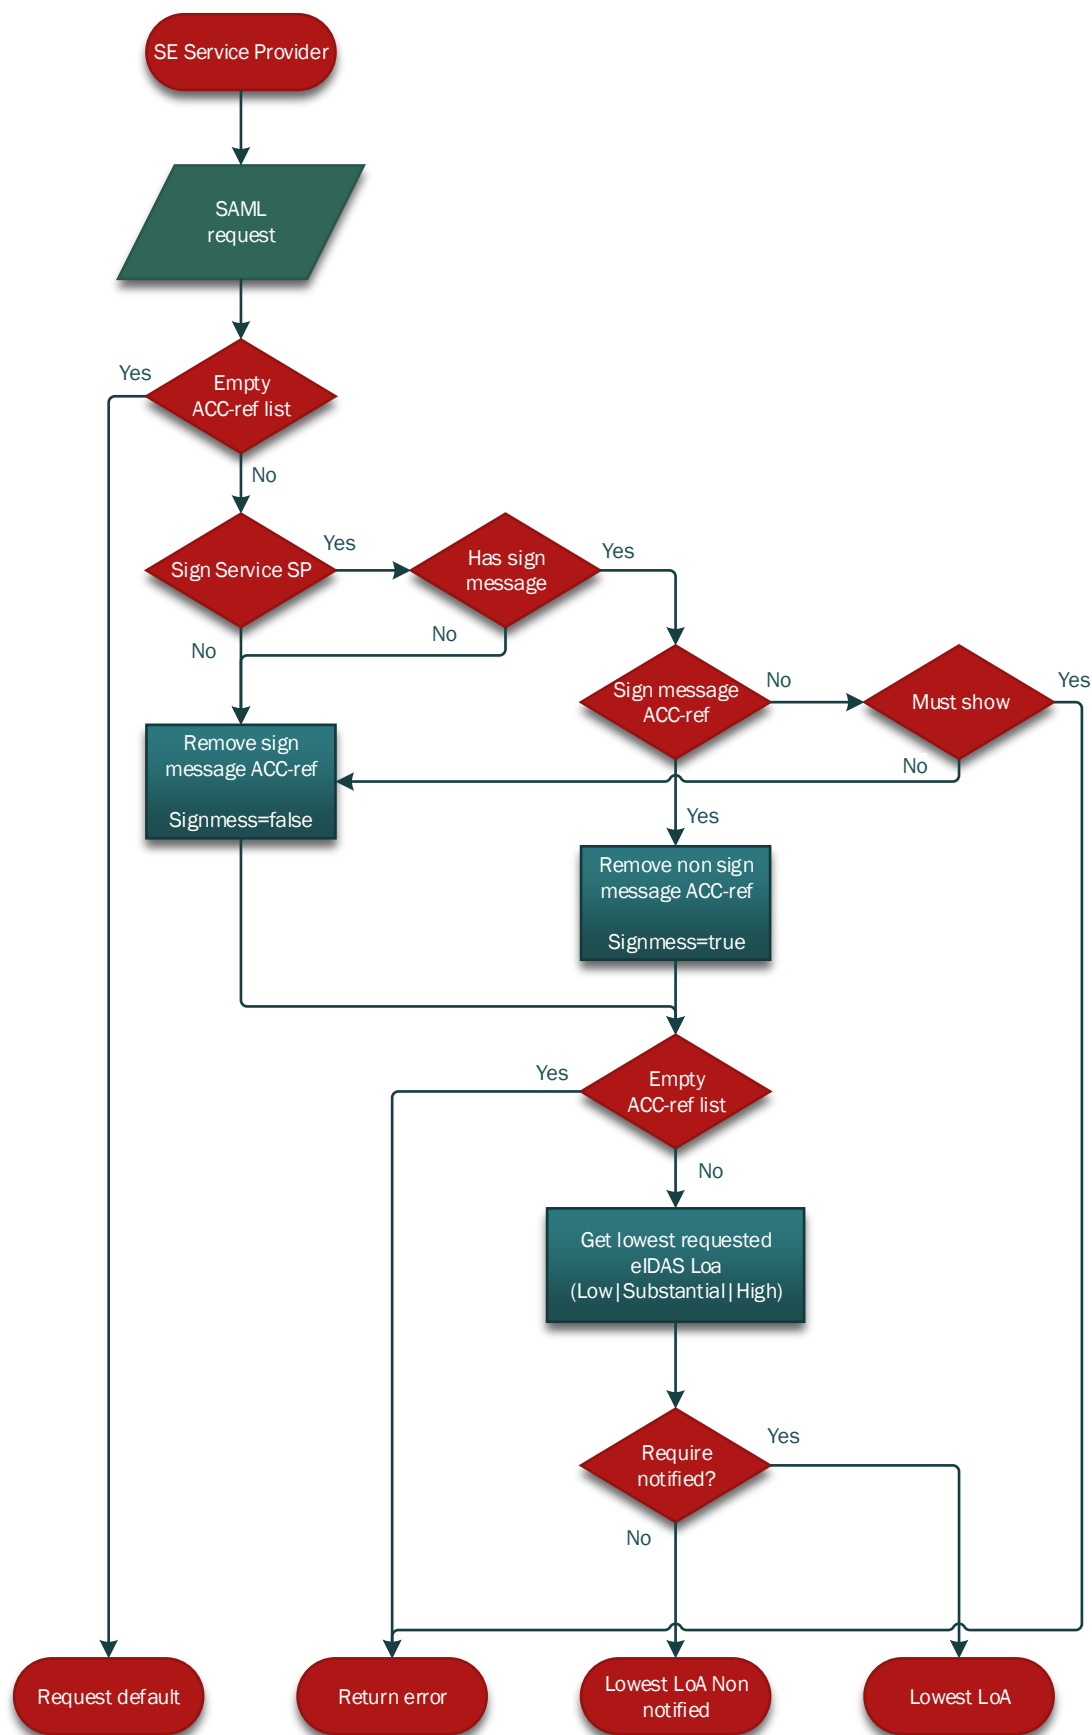 SE Service Provider
SAML
request
Yes
Empty
ACC-ref list
No
Sign Service SP
Yes
Has sign
message
Yes
No
No
Sign message
ACC-ref
No
Must show
Yes
Remove sign
message ACC-ref
Signmess=false
No
Yes
Remove non sign
message ACC-ref
Signmess=true
Yes
Empty
ACC-ref list
No
Get lowest requested
eIDAS Loa
(Low|Substantial|High)
Require
notified?
Yes
No
Request default
Return error
Lowest LoA Non
notified
Lowest LoA